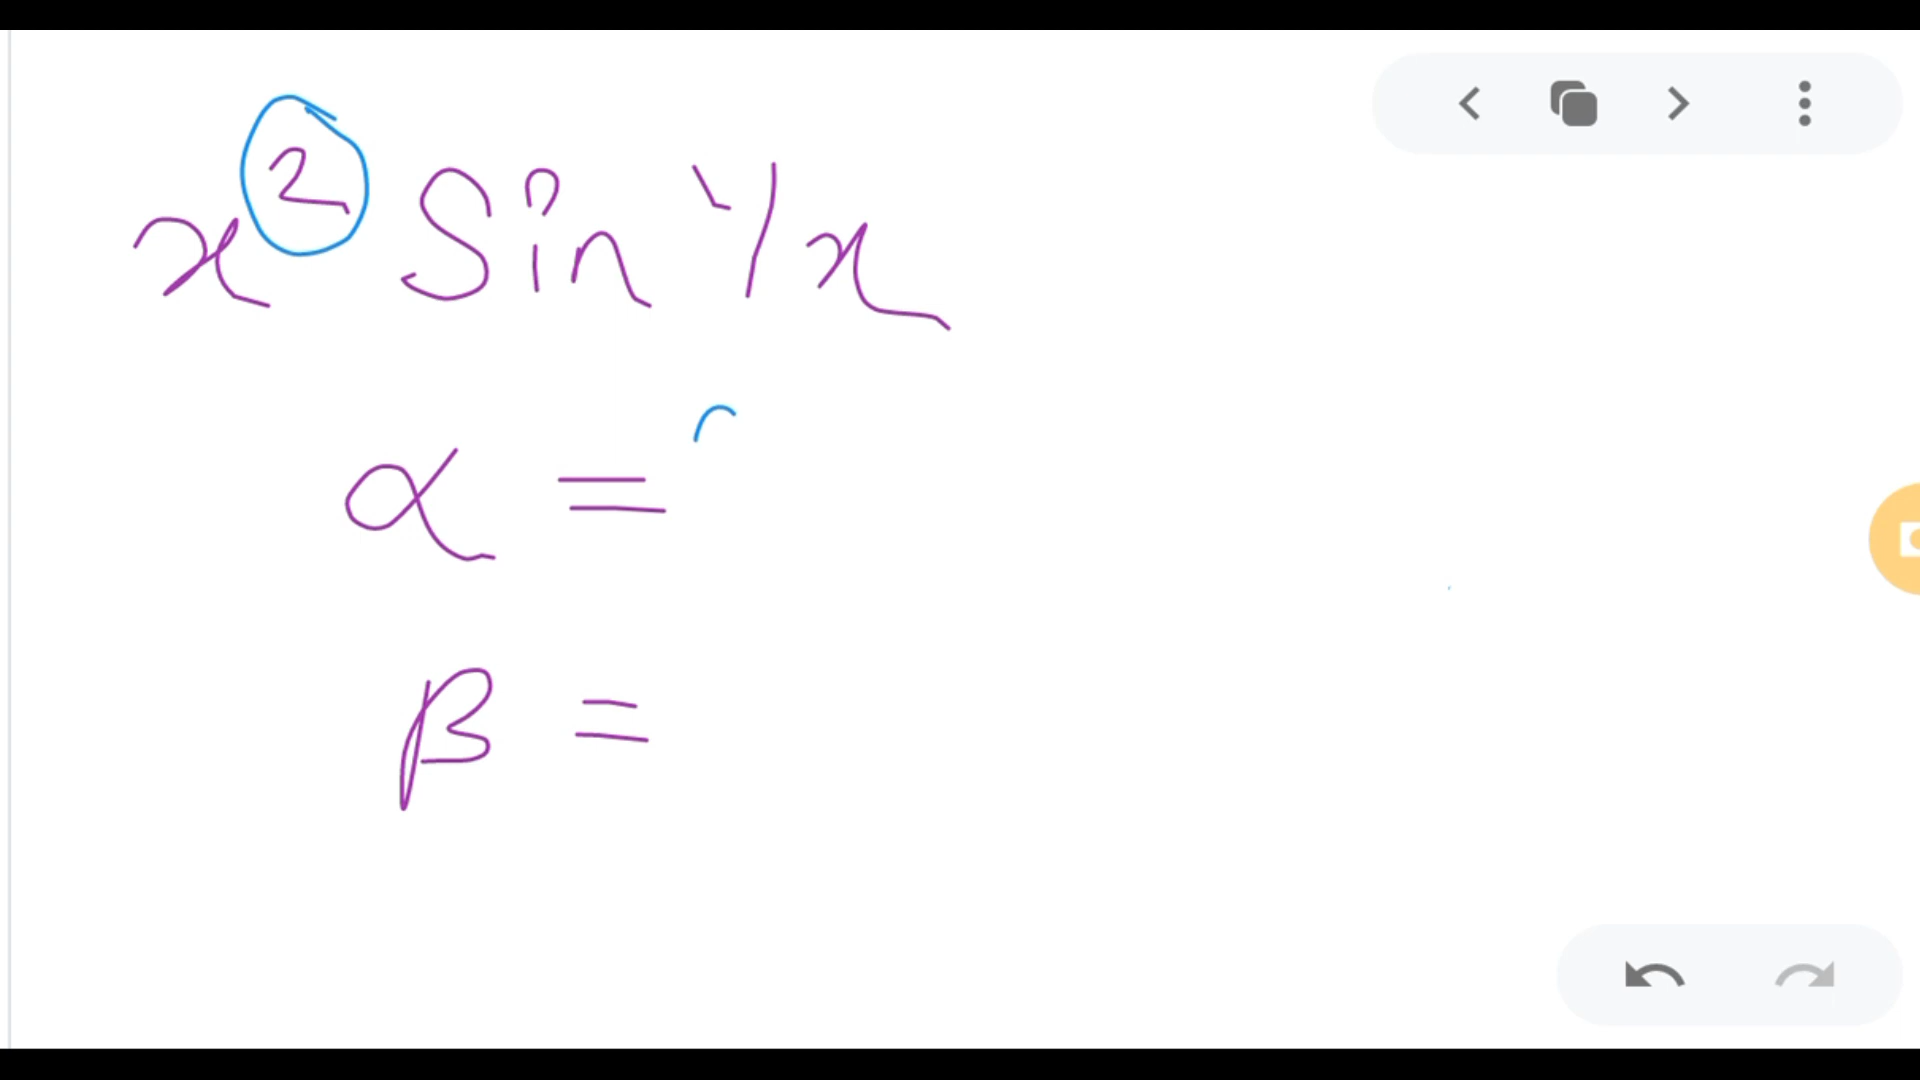 x² Sin 1/x
α =
β =